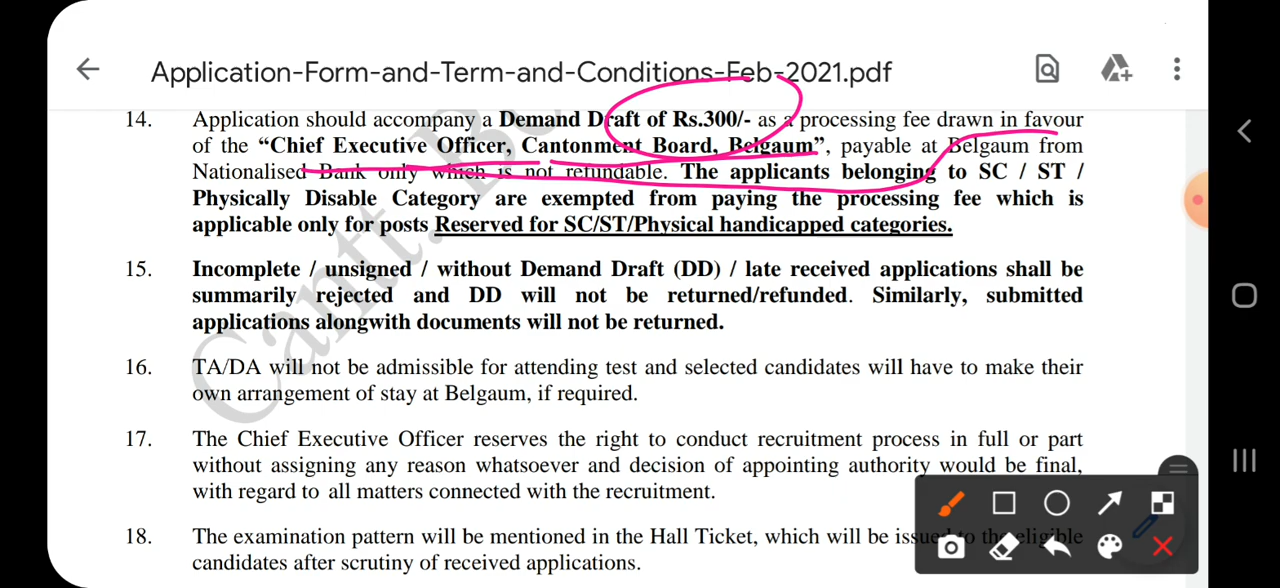 Application-Form-and-Term-and-Conditions-Feb-2021.pdf
14. Application should accompany a Demand Draft of Rs.300/- as a processing fee drawn in favour
of the “Chief Executive Officer, Cantonment Board, Belgaum”, payable at Belgaum from
Nationalised Bank only which is not refundable. The applicants belonging to SC / ST /
Physically Disable Category are exempted from paying the processing fee which is
applicable only for posts Reserved for SC/ST/Physical handicapped categories.
15. Incomplete / unsigned / without Demand Draft (DD) / late received applications shall be
summarily rejected and DD will not be returned/refunded. Similarly, submitted
applications alongwith documents will not be returned.
16. TA/DA will not be admissible for attending test and selected candidates will have to make their
own arrangement of stay at Belgaum, if required.
17. The Chief Executive Officer reserves the right to conduct recruitment process in full or part
without assigning any reason whatsoever and decision of appointing authority would be final,
with regard to all matters connected with the recruitment.
18. The examination pattern will be mentioned in the Hall Ticket, which will be issued to the eligible
candidates after scrutiny of received applications.
Cantt. Bo